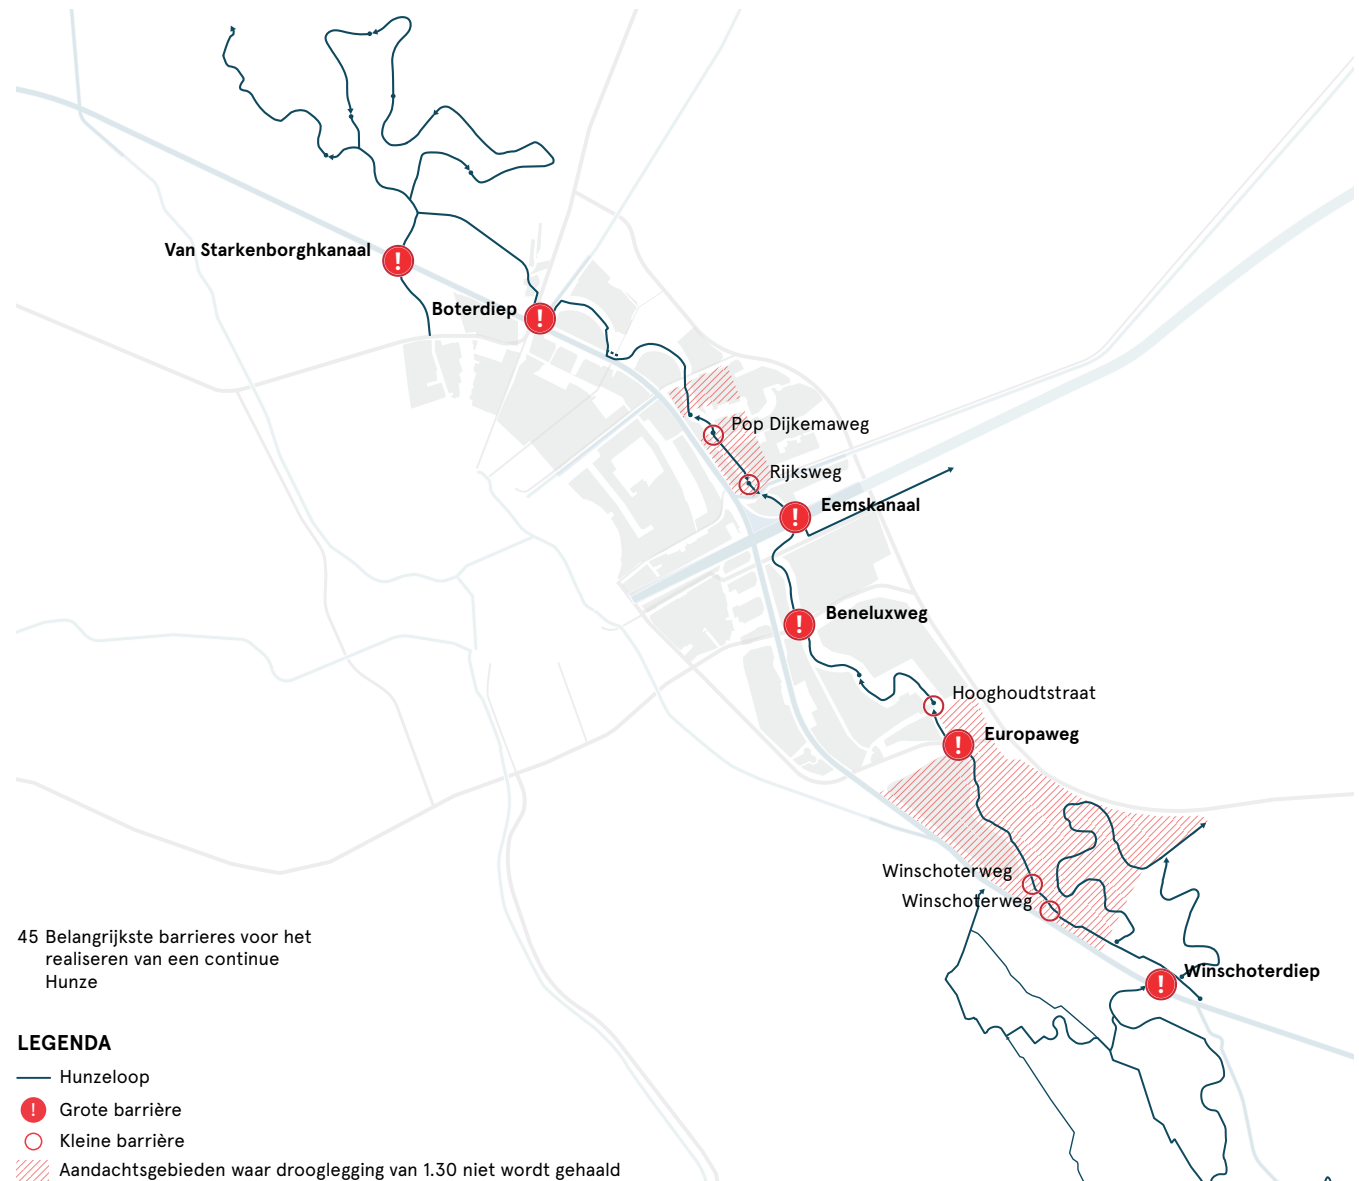 Van Starkenborghkanaal
!
Boterdiep
!
Pop Dijkemaweg
Rijksweg
Eemskanaal
!
Beneluxweg
!
Hooghoudtstraat
Europaweg
!
Winschoterweg
Winschoterweg
Winschoterdiep
!
45 Belangrijkste barrieres voor het
realiseren van een continue
Hunze
LEGENDA
Hunzeloop
! Grote barrière
Kleine barrière
Aandachtsgebieden waar drooglegging van 1.30 niet wordt gehaald